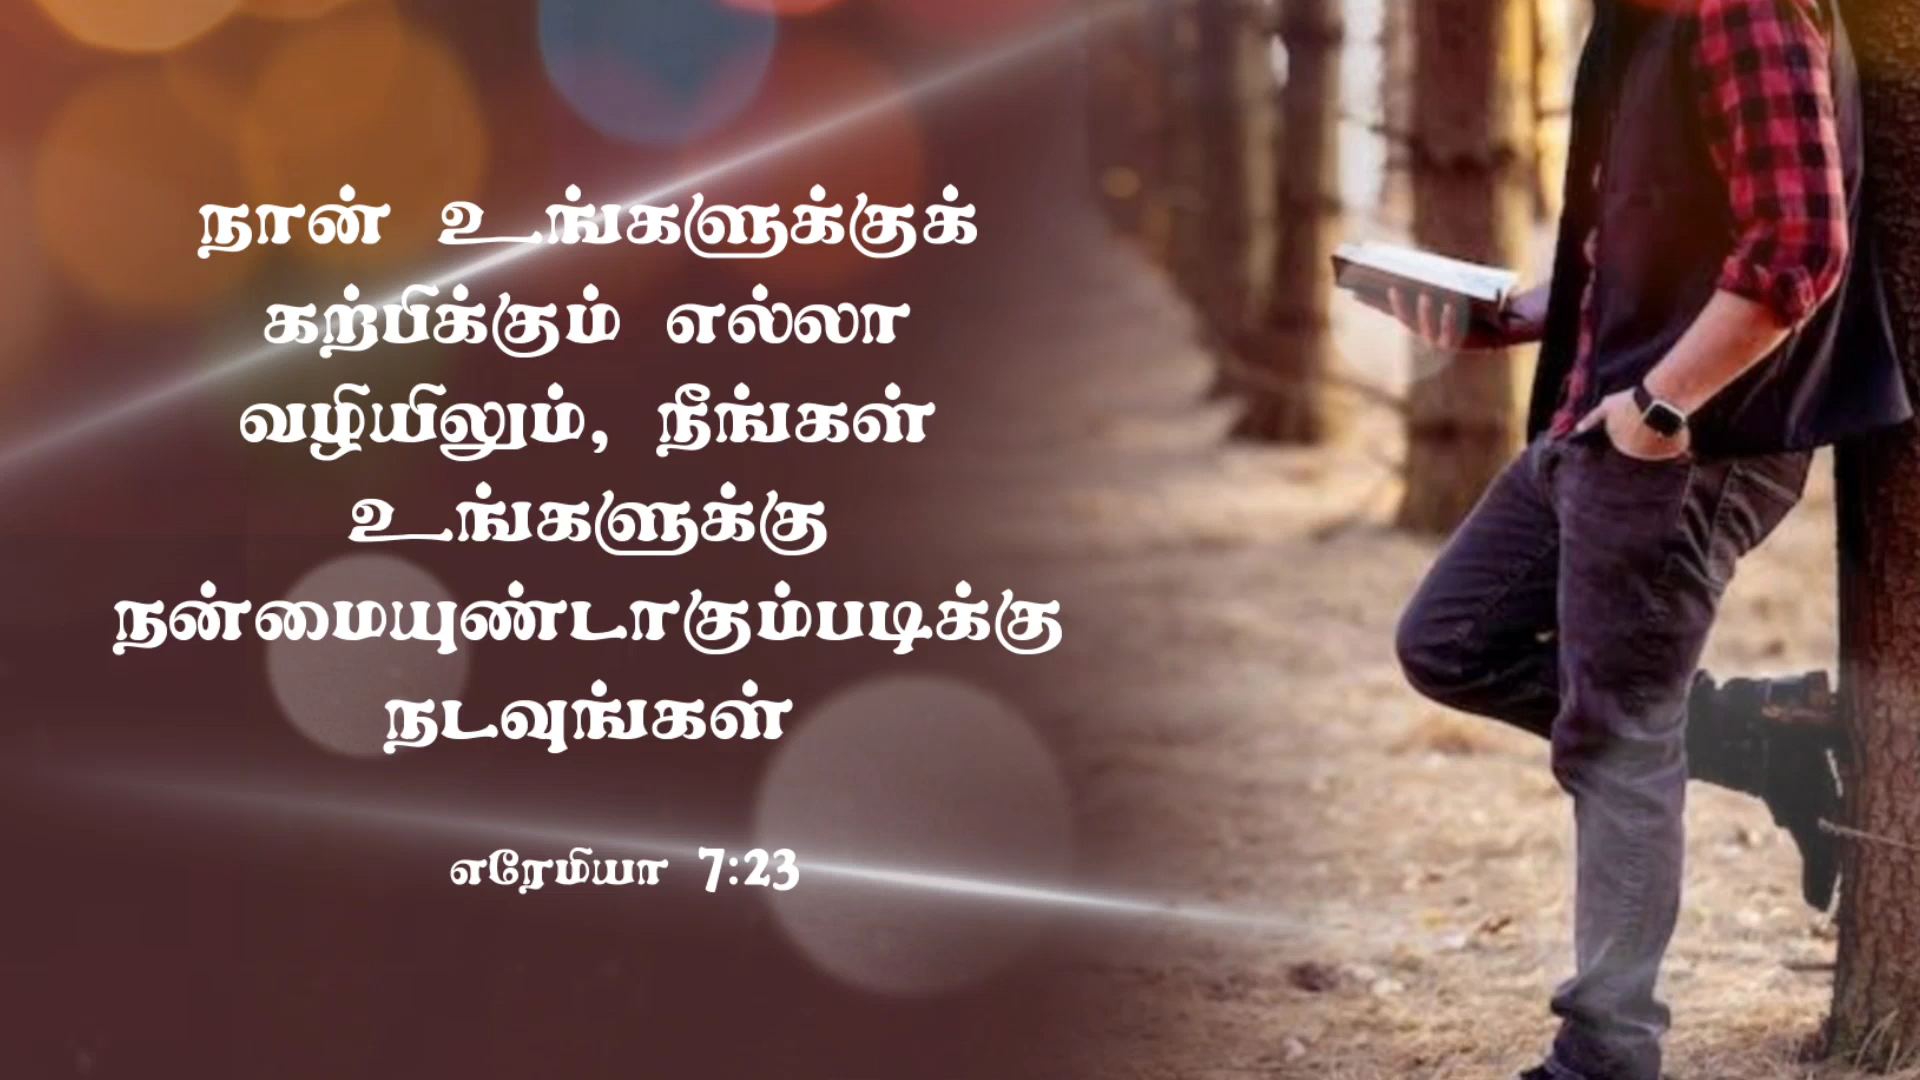 நான் உங்களுக்குக்
கற்பிக்கும் எல்லா
வழியிலும், நீங்கள்
உங்களுக்கு
நன்மையுண்டாகும்படிக்கு
நடவுங்கள்
எரேமியா 7:23